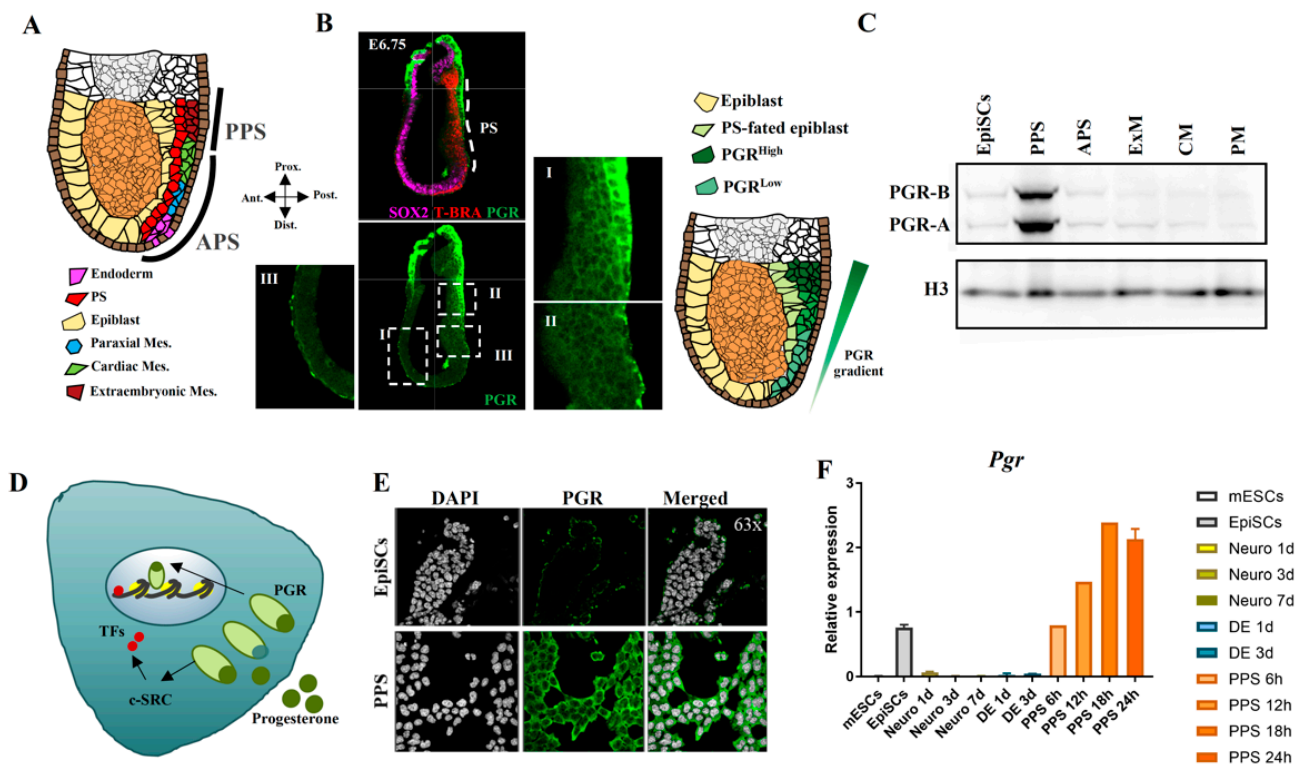 A
PPS
APS
Prox.
Ant.
Post.
Dist.
Endoderm
PS
Epiblast
Paraxial Mes.
Cardiac Mes.
Extraembryonic Mes.
B
E6.75
PS
SOX2 T-BRA PGR
III
II
I
III
PGR
I
II
Epiblast
PS-fated epiblast
PGRHigh
PGRLow
PGR
gradient
C
EpiSCs
PPS
APS
ExM
CM
PM
PGR-B
PGR-A
H3
D
PGR
TFs
c-SRC
Progesterone
E
DAPI
PGR
Merged
63x
EpiSCs
PPS
F
Pgr
Relative expression
3
2
1
0
mESCs
EpiSCs
Neuro 1d
Neuro 3d
Neuro 7d
DE 1d
DE 3d
PPS 6h
PPS 12h
PPS 18h
PPS 24h
mESCs
EpiSCs
Neuro 1d
Neuro 3d
Neuro 7d
DE 1d
DE 3d
PPS 6h
PPS 12h
PPS 18h
PPS 24h